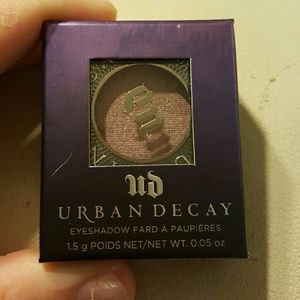 UD
URBAN DECAY
EYESHADOW FARD À PAUPIÈRES
1.5 g POIDS NET/NET WT. 0.05 oz